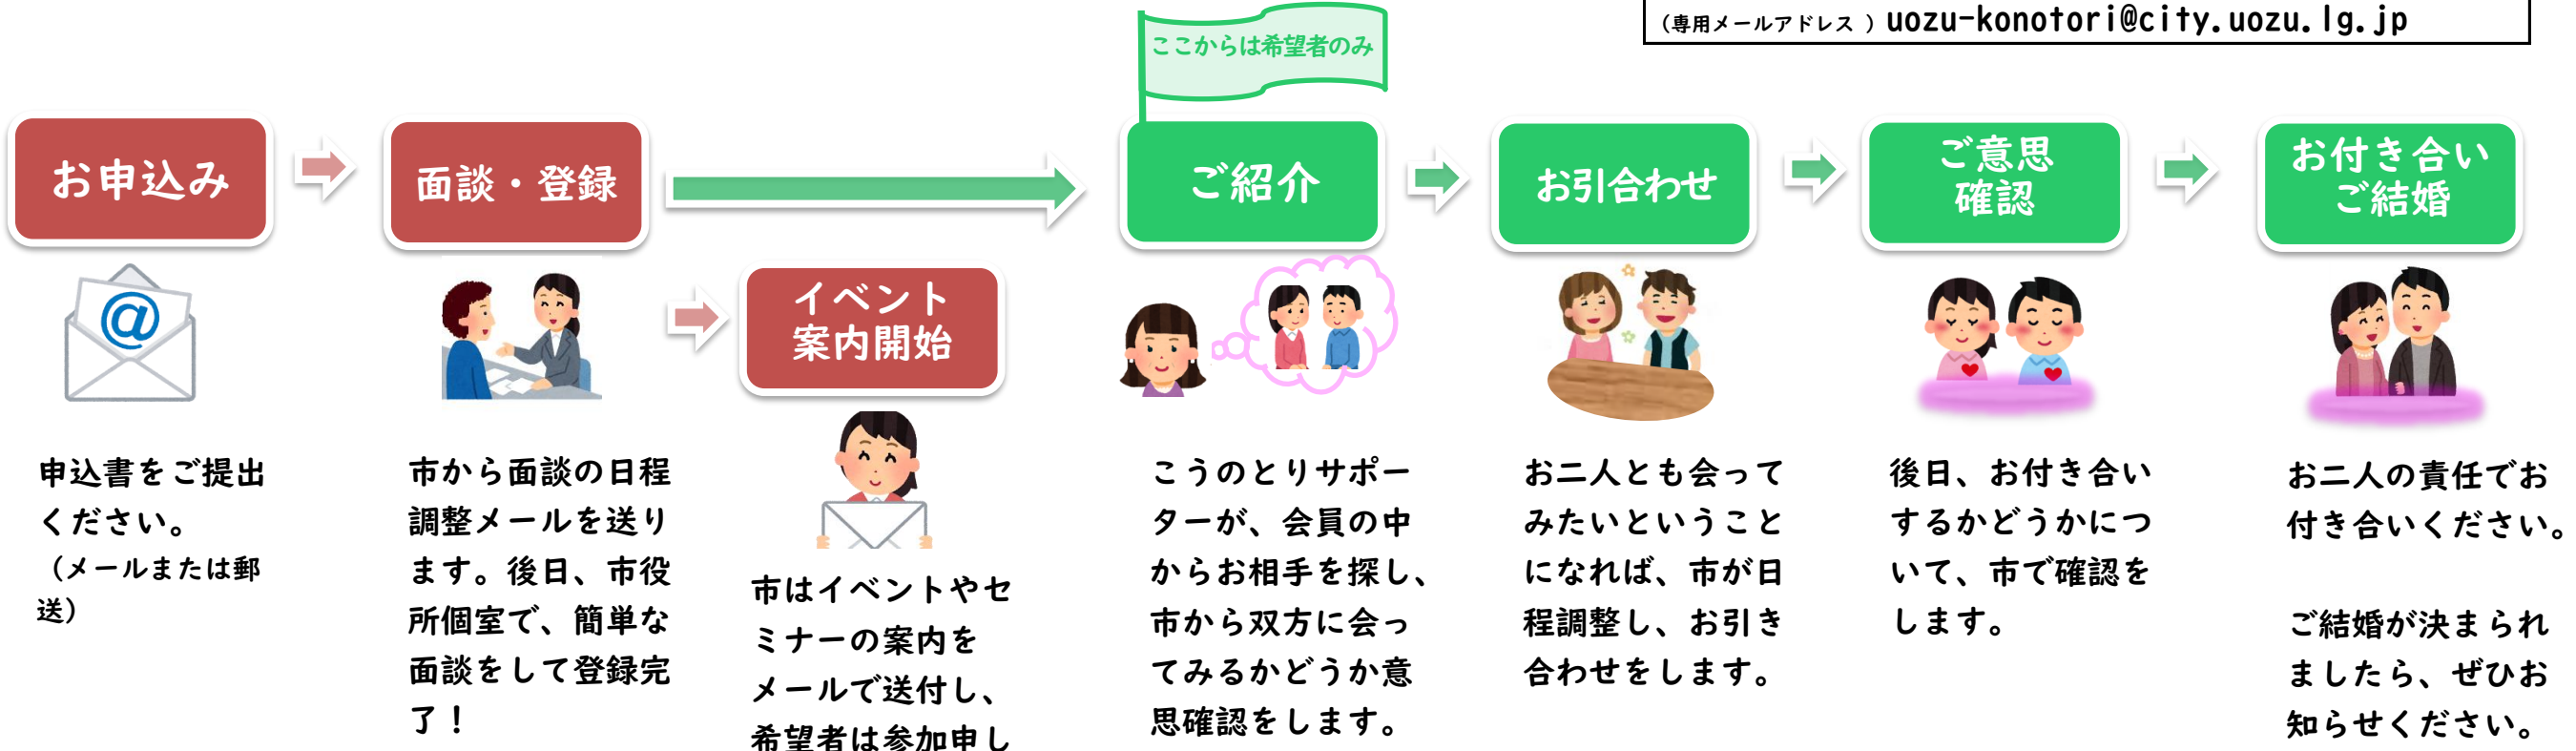 (専用メールアドレス ) uozu-konotori@city.uozu.lg.jp
ここからは希望者のみ
お申込み
面談・登録
ご紹介
お引合わせ
ご意思
確認
お付き合い
ご結婚
イベント
案内開始
@
申込書をご提出
ください。
(メールまたは郵
送)
市から面談の日程
調整メールを送り
ます。後日、市役
所個室で、簡単な
面談をして登録完
了！
市はイベントやセ
ミナーの案内を
メールで送付し、
希望者は参加申し
こうのとりサポー
ターが、会員の中
からお相手を探し、
市から双方に会っ
てみるかどうか意
思確認をします。
お二人とも会って
みたいということ
になれば、市が日
程調整し、お引き
合わせをします。
後日、お付き合い
するかどうかにつ
いて、市で確認を
します。
お二人の責任でお
付き合いください。
ご結婚が決まられ
ましたら、ぜひお
知らせください。